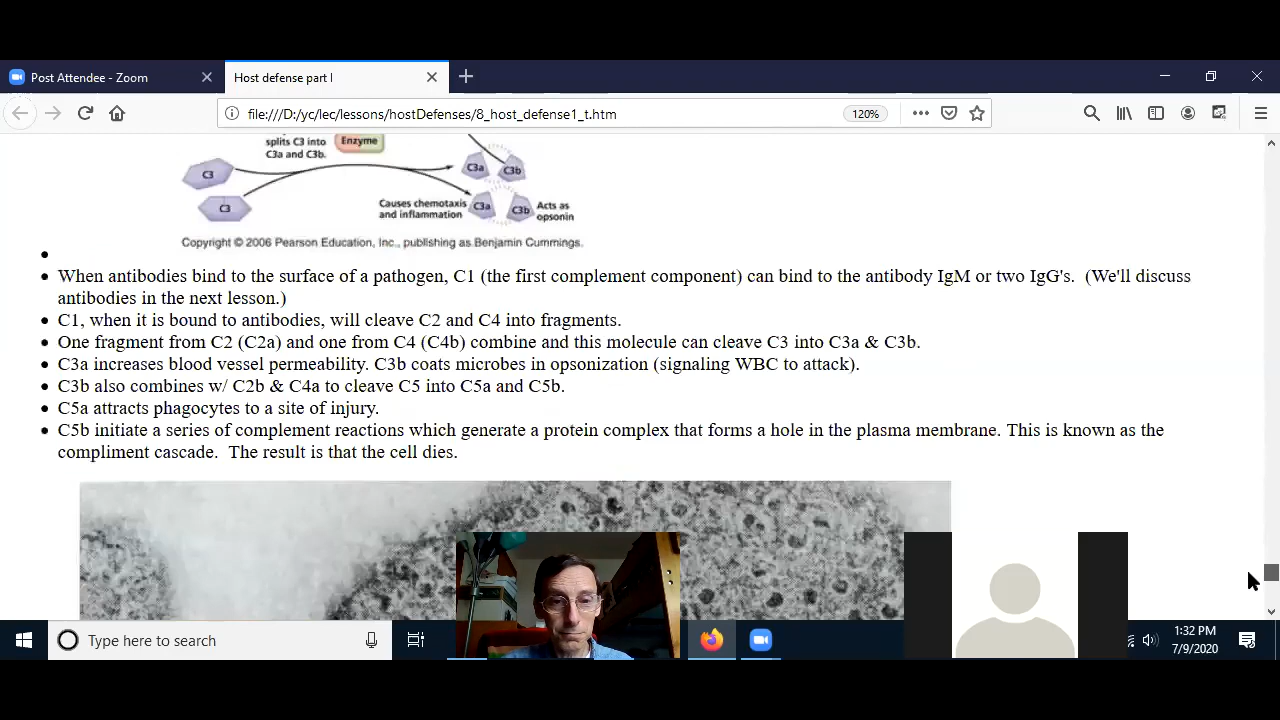 Post Attendee - Zoom
Host defense part I
file:///D:/yc/lec/lessons/hostDefenses/8_host_defense1_t.htm
120%
splits C3 into
C3a and C3b.
Enzyme
C3
C3a
C3b
C3
Causes chemotaxis
and inflammation
C3a
C3b
Acts as
opsonin
Copyright © 2006 Pearson Education, Inc., publishing as Benjamin Cummings.
When antibodies bind to the surface of a pathogen, C1 (the first complement component) can bind to the antibody IgM or two IgG's. (We'll discuss
antibodies in the next lesson.)
C1, when it is bound to antibodies, will cleave C2 and C4 into fragments.
One fragment from C2 (C2a) and one from C4 (C4b) combine and this molecule can cleave C3 into C3a & C3b.
C3a increases blood vessel permeability. C3b coats microbes in opsonization (signaling WBC to attack).
C3b also combines w/ C2b & C4a to cleave C5 into C5a and C5b.
C5a attracts phagocytes to a site of injury.
C5b initiate a series of complement reactions which generate a protein complex that forms a hole in the plasma membrane. This is known as the
compliment cascade. The result is that the cell dies.
Type here to search
1:32 PM
7/9/2020